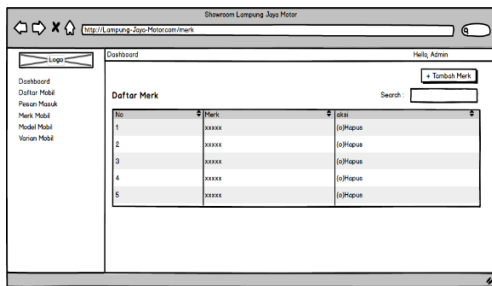 Showroom Lampung Jaya Motor
http://Lampung-Jaya-Motor.com/merk
Logo
Dashboard
Hello, Admin
Dashboard
Daftar Mobil
Pesan Masuk
Merk Mobil
Model Mobil
Varian Mobil
+ Tambah Merk
Daftar Merk
Search :
No Merk aksi
1 xxxxx (o)Hapus
2 xxxxx (o)Hapus
3 xxxxx (o)Hapus
4 xxxxx (o)Hapus
5 xxxxx (o)Hapus